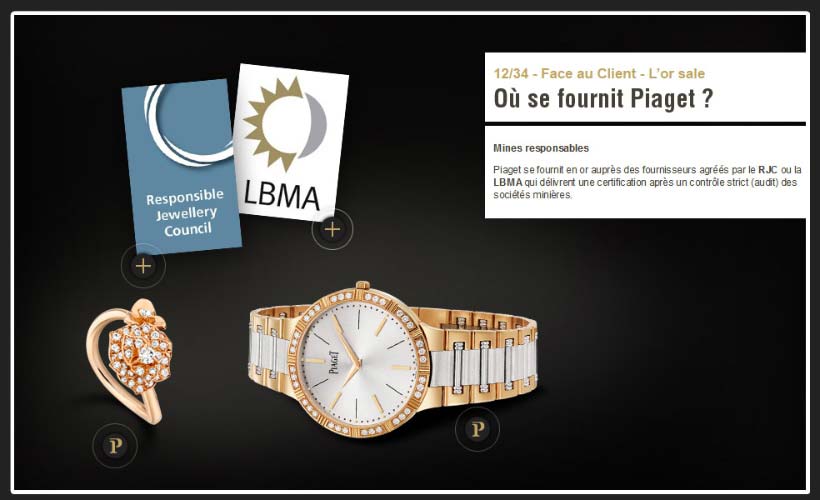 12/34 - Face au Client - L'or sale
Où se fournit Piaget ?
Mines responsables
Piaget se fournit en or auprès des fournisseurs agréés par le RJC ou la
LBMA qui délivrent une certification après un contrôle strict (audit) des
sociétés minières.
Responsible
Jewellery
Council
LBMA
PIAGET
P
P